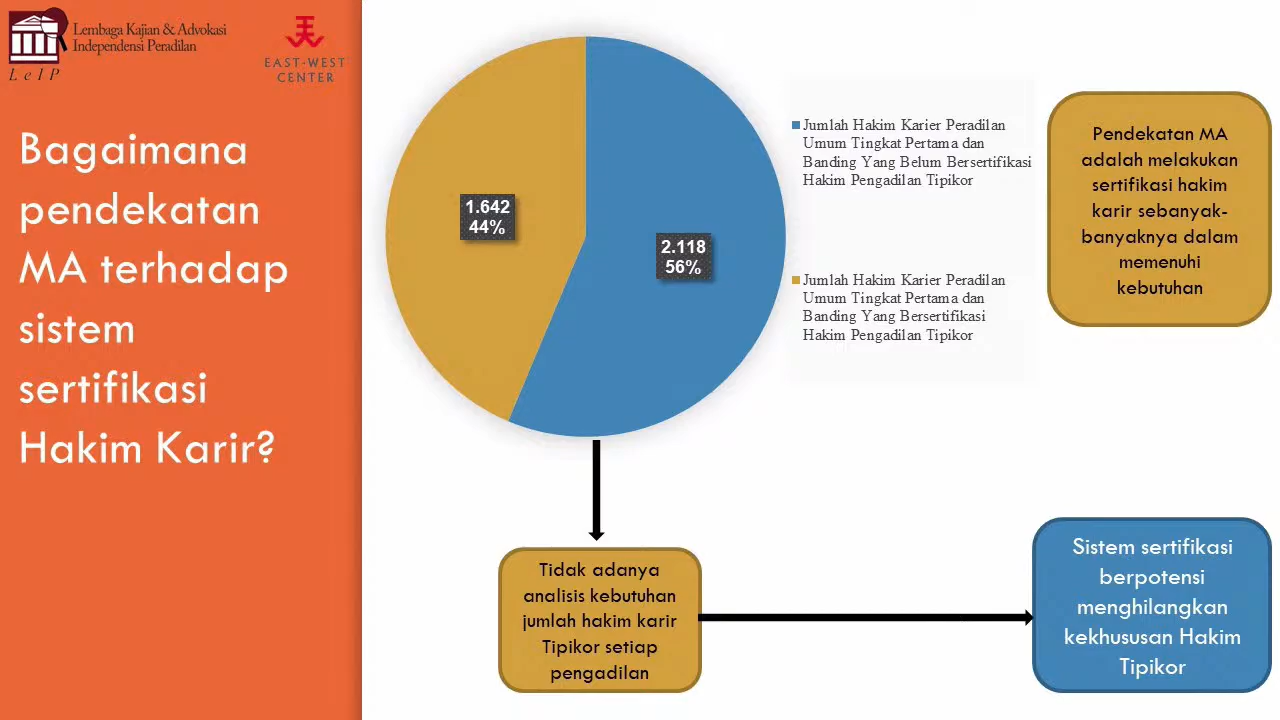 Lembaga Kajian & Advokasi
Independensi Peradilan
LeIP
EAST-WEST
CENTER
Bagaimana
pendekatan
MA terhadap
sistem
sertifikasi
Hakim Karir?
1.642
44%
2.118
56%
Jumlah Hakim Karier Peradilan
Umum Tingkat Pertama dan
Banding Yang Belum Bersertifikasi
Hakim Pengadilan Tipikor
Jumlah Hakim Karier Peradilan
Umum Tingkat Pertama dan
Banding Yang Bersertifikasi
Hakim Pengadilan Tipikor
Pendekatan MA
adalah melakukan
sertifikasi hakim
karir sebanyak-
banyaknya dalam
memenuhi
kebutuhan
Tidak adanya
analisis kebutuhan
jumlah hakim karir
Tipikor setiap
pengadilan
Sistem sertifikasi
berpotensi
menghilangkan
kekhususan Hakim
Tipikor